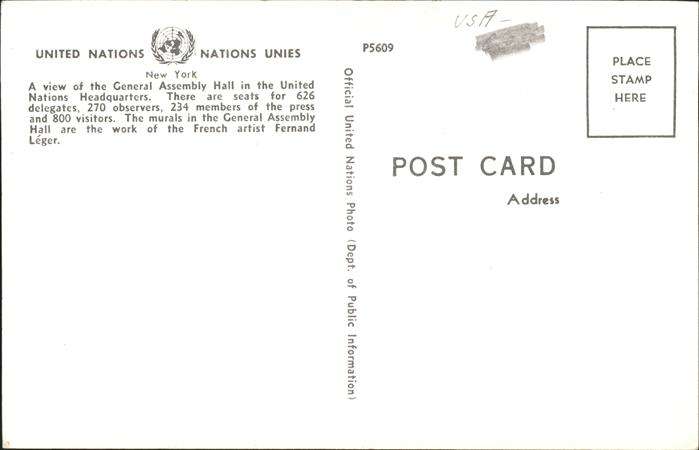 UNITED NATIONS NATIONS UNIES
New York
A view of the General Assembly Hall in the United
Nations Headquarters. There are seats for 626
delegates, 270 observers, 234 members of the press
and 800 visitors. The murals in the General Assembly
Hall are the work of the French artist Fernand
Léger.
Official United Nations Photo (Dept. of Public Information)
P5609
USA-
POST CARD
Address
PLACE
STAMP
HERE